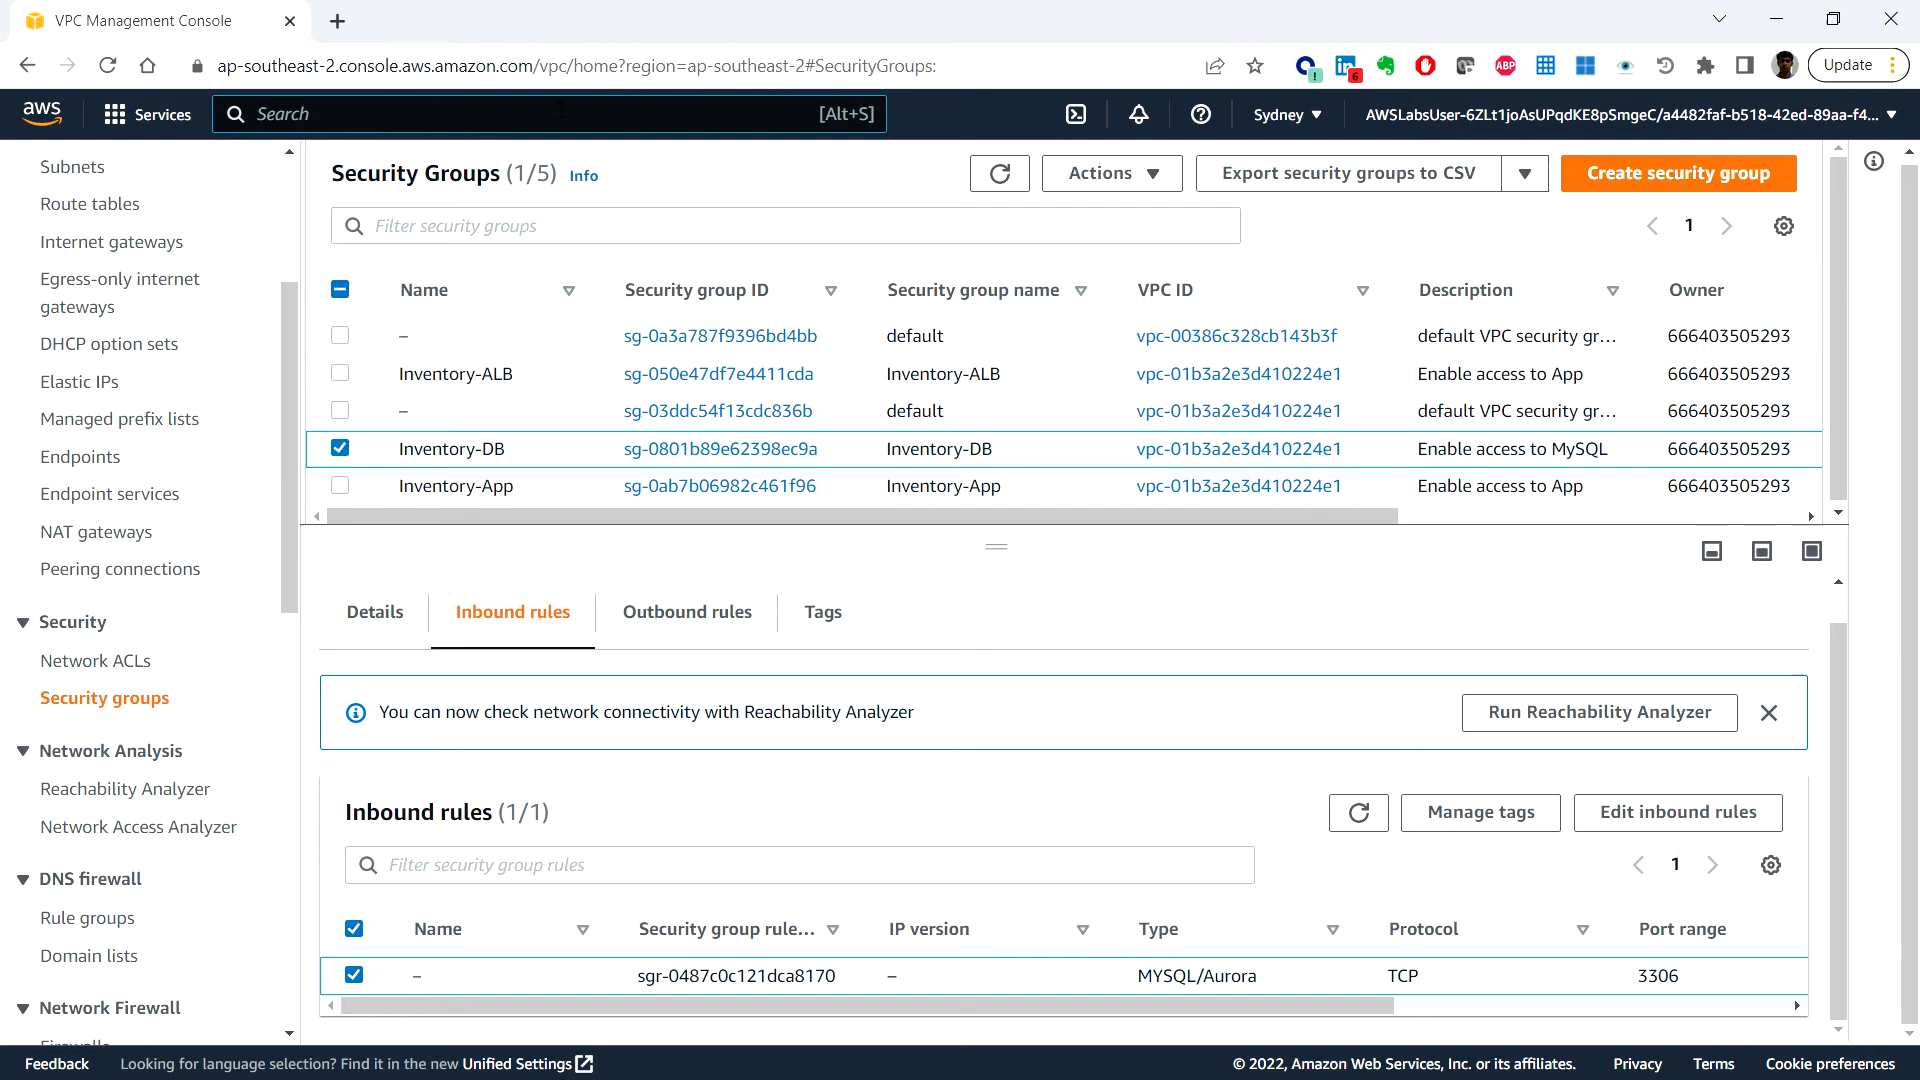 VPC Management Console
ap-southeast-2.console.aws.amazon.com/vpc/home?region=ap-southeast-2#SecurityGroups:
6
ABP
Update
aws
Services
Search
[Alt+S]
Sydney
AWSLabsUser-6ZLt1joAsUPqdKE8pSmgeC/a4482faf-b518-42ed-89aa-f4...
Subnets
Route tables
Internet gateways
Egress-only internet
gateways
DHCP option sets
Elastic IPs
Managed prefix lists
Endpoints
Endpoint services
NAT gateways
Peering connections
Security
Network ACLs
Security groups
Network Analysis
Reachability Analyzer
Network Access Analyzer
DNS firewall
Rule groups
Domain lists
Network Firewall
Firewalls
Security Groups (1/5) Info
Actions
Export security groups to CSV
Create security group
Filter security groups
1
Name Security group ID Security group name VPC ID Description Owner
– sg-0a3a787f9396bd4bb default vpc-00386c328cb143b3f default VPC security gr... 666403505293
Inventory-ALB sg-050e47df7e4411cda Inventory-ALB vpc-01b3a2e3d410224e1 Enable access to App 666403505293
– sg-03ddc54f13cdc836b default vpc-01b3a2e3d410224e1 default VPC security gr... 666403505293
Inventory-DB sg-0801b89e62398ec9a Inventory-DB vpc-01b3a2e3d410224e1 Enable access to MySQL 666403505293
Inventory-App sg-0ab7b06982c461f96 Inventory-App vpc-01b3a2e3d410224e1 Enable access to App 666403505293
Details
Inbound rules
Outbound rules
Tags
You can now check network connectivity with Reachability Analyzer
Run Reachability Analyzer
Inbound rules (1/1)
Manage tags
Edit inbound rules
Filter security group rules
1
Name Security group rule... IP version Type Protocol Port range
– sgr-0487c0c121dca8170 – MYSQL/Aurora TCP 3306
Feedback
Looking for language selection? Find it in the new Unified Settings
© 2022, Amazon Web Services, Inc. or its affiliates.
Privacy
Terms
Cookie preferences